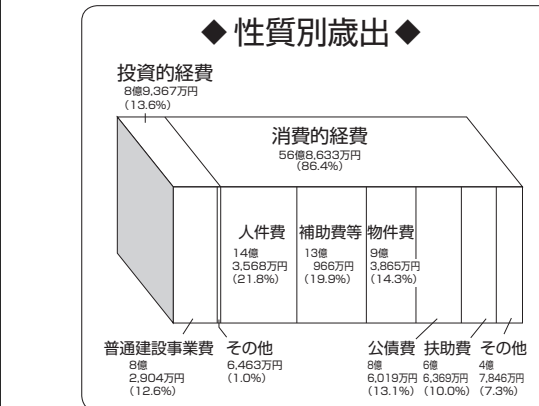 ◆性質別歳出◆
投資的経費
8億9,367万円
(13.6%)
消費的経費
56億8,633万円
(86.4%)
人件費
14億
3,568万円
(21.8%)
補助費等
13億
966万円
(19.9%)
物件費
9億
3,865万円
(14.3%)
普通建設事業費
8億
2,904万円
(12.6%)
その他
6,463万円
(1.0%)
公債費
8億
6,019万円
(13.1%)
扶助費
6億
6,369万円
(10.0%)
その他
4億
7,846万円
(7.3%)